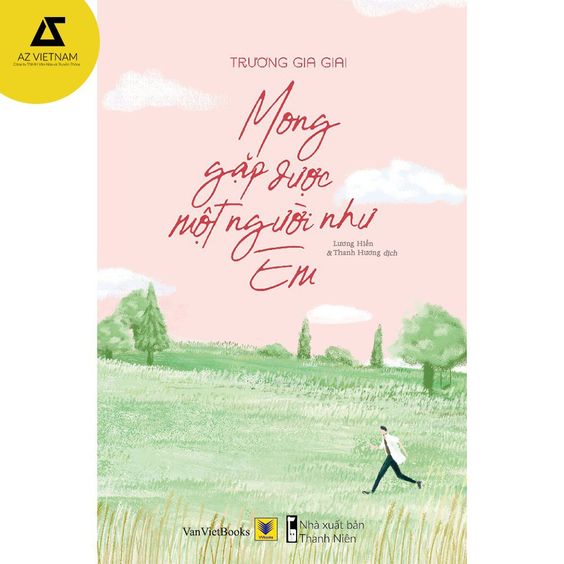 AZ VIETNAM
TRƯƠNG GIA GIAI
Mong
gặp được
một người như
Em
Lương Hiền
& Thanh Hương dịch
VanVietBooks
Nhà xuất bản
Thanh Niên